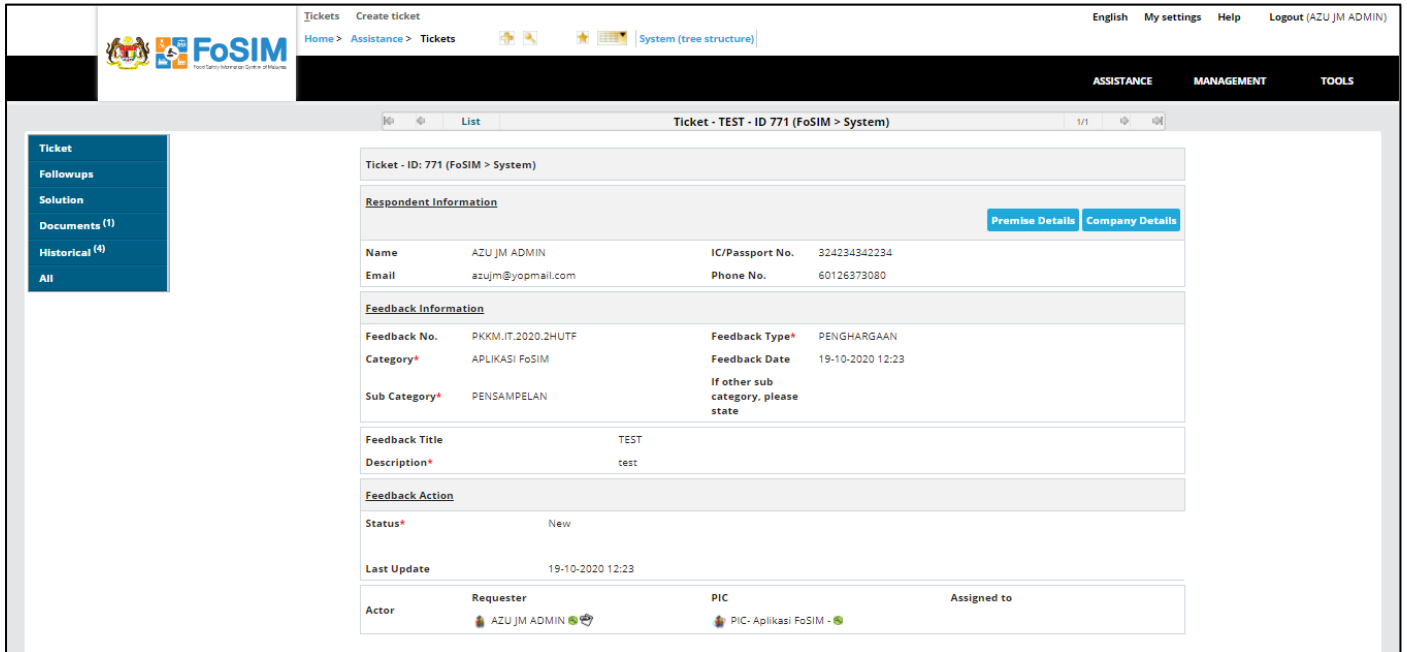 Tickets Create ticket
English My settings Help Logout (AZU JM ADMIN)
Home > Assistance > Tickets System (tree structure)
FoSIM
Food Safety Information System of Malaysia
ASSISTANCE MANAGEMENT TOOLS
List Ticket - TEST - ID 771 (FoSIM > System) 1/1
Ticket
Followups
Solution
Documents (1)
Historical (4)
All
Ticket - ID: 771 (FoSIM > System)
Respondent Information
Premise Details Company Details
Name AZU JM ADMIN IC/Passport No. 324234342234
Email azujm@yopmail.com Phone No. 60126373080
Feedback Information
Feedback No. PKKM.IT.2020.2HUTF Feedback Type* PENGHARGAAN
Category* APLIKASI FoSIM Feedback Date 19-10-2020 12:23
Sub Category* PENSAMPELAN If other sub
category, please
state
Feedback Title TEST
Description* test
Feedback Action
Status* New
Last Update 19-10-2020 12:23
Actor Requester PIC Assigned to
AZU JM ADMIN PIC- Aplikasi FoSIM -